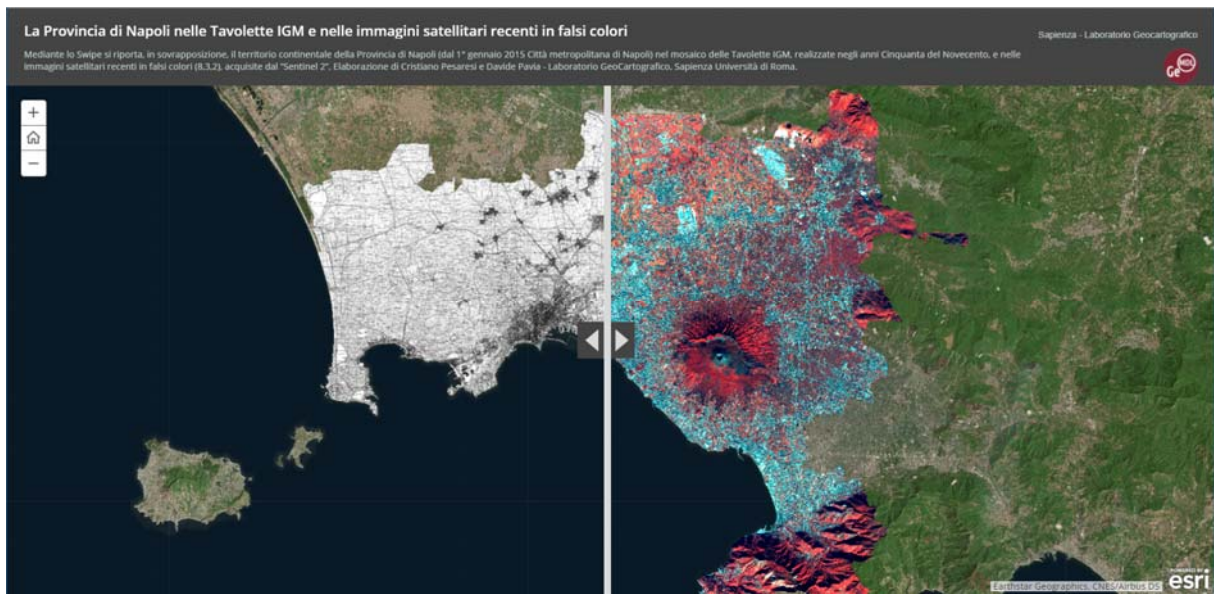 La Provincia di Napoli nelle Tavolette IGM e nelle immagini satellitari recenti in falsi colori
Sapienza - Laboratorio Geocartografico
Mediante lo Swipe si riporta, in sovrapposizione, il territorio continentale della Provincia di Napoli (dal 1° gennaio 2015 Città metropolitana di Napoli) nel mosaico delle Tavolette IGM, realizzate negli anni Cinquanta del Novecento, e nelle
immagini satellitari recenti in falsi colori (8,3,2), acquisite dal "Sentinel 2". Elaborazione di Cristiano Pesaresi e Davide Pavia - Laboratorio GeoCartografico, Sapienza Università di Roma.
Earthstar Geographics, CNES/Airbus DS
POWERED BY
esri